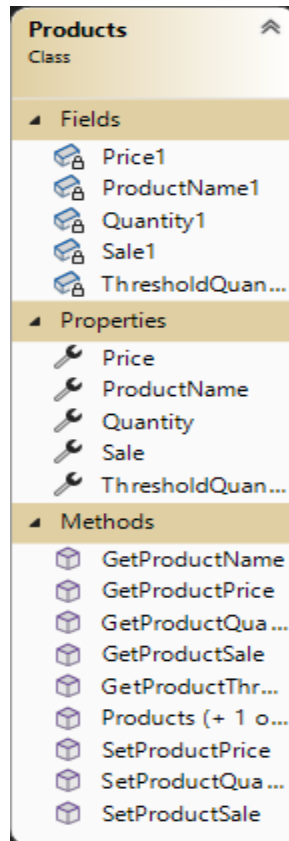 Products
Class
Fields
Price1
ProductName1
Quantity1
Sale1
ThresholdQuan...
Properties
Price
ProductName
Quantity
Sale
ThresholdQuan...
Methods
GetProductName
GetProductPrice
GetProductQua...
GetProductSale
GetProductThr...
Products (+ 1 o...
SetProductPrice
SetProductQua...
SetProductSale